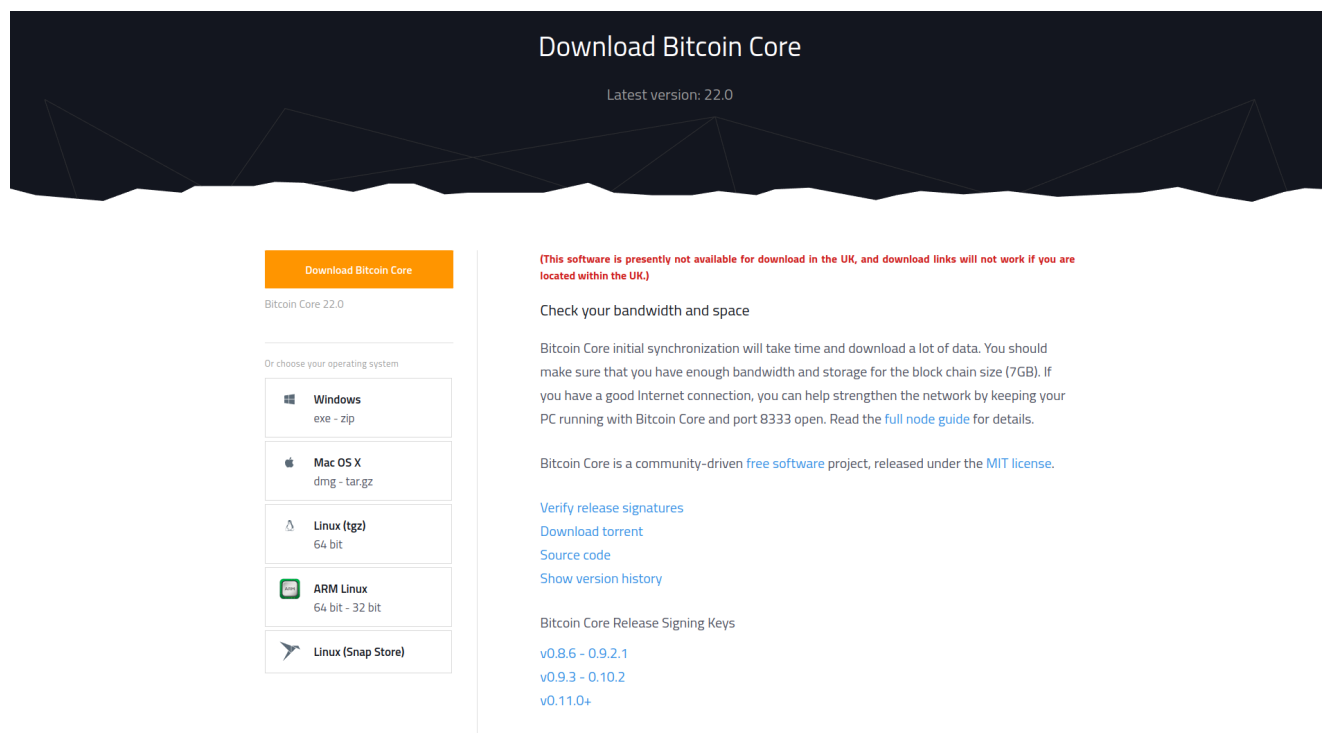 Download Bitcoin Core
Latest version: 22.0
Download Bitcoin Core
Bitcoin Core 22.0
Or choose your operating system
Windows
exe - zip
Mac OS X
dmg - tar.gz
Linux (tgz)
64 bit
ARM Linux
64 bit - 32 bit
Linux (Snap Store)
(This software is presently not available for download in the UK, and download links will not work if you are
located within the UK.)
Check your bandwidth and space
Bitcoin Core initial synchronization will take time and download a lot of data. You should
make sure that you have enough bandwidth and storage for the block chain size (7GB). If
you have a good Internet connection, you can help strengthen the network by keeping your
PC running with Bitcoin Core and port 8333 open. Read the full node guide for details.
Bitcoin Core is a community-driven free software project, released under the MIT license.
Verify release signatures
Download torrent
Source code
Show version history
Bitcoin Core Release Signing Keys
v0.8.6 - 0.9.2.1
v0.9.3 - 0.10.2
v0.11.0+